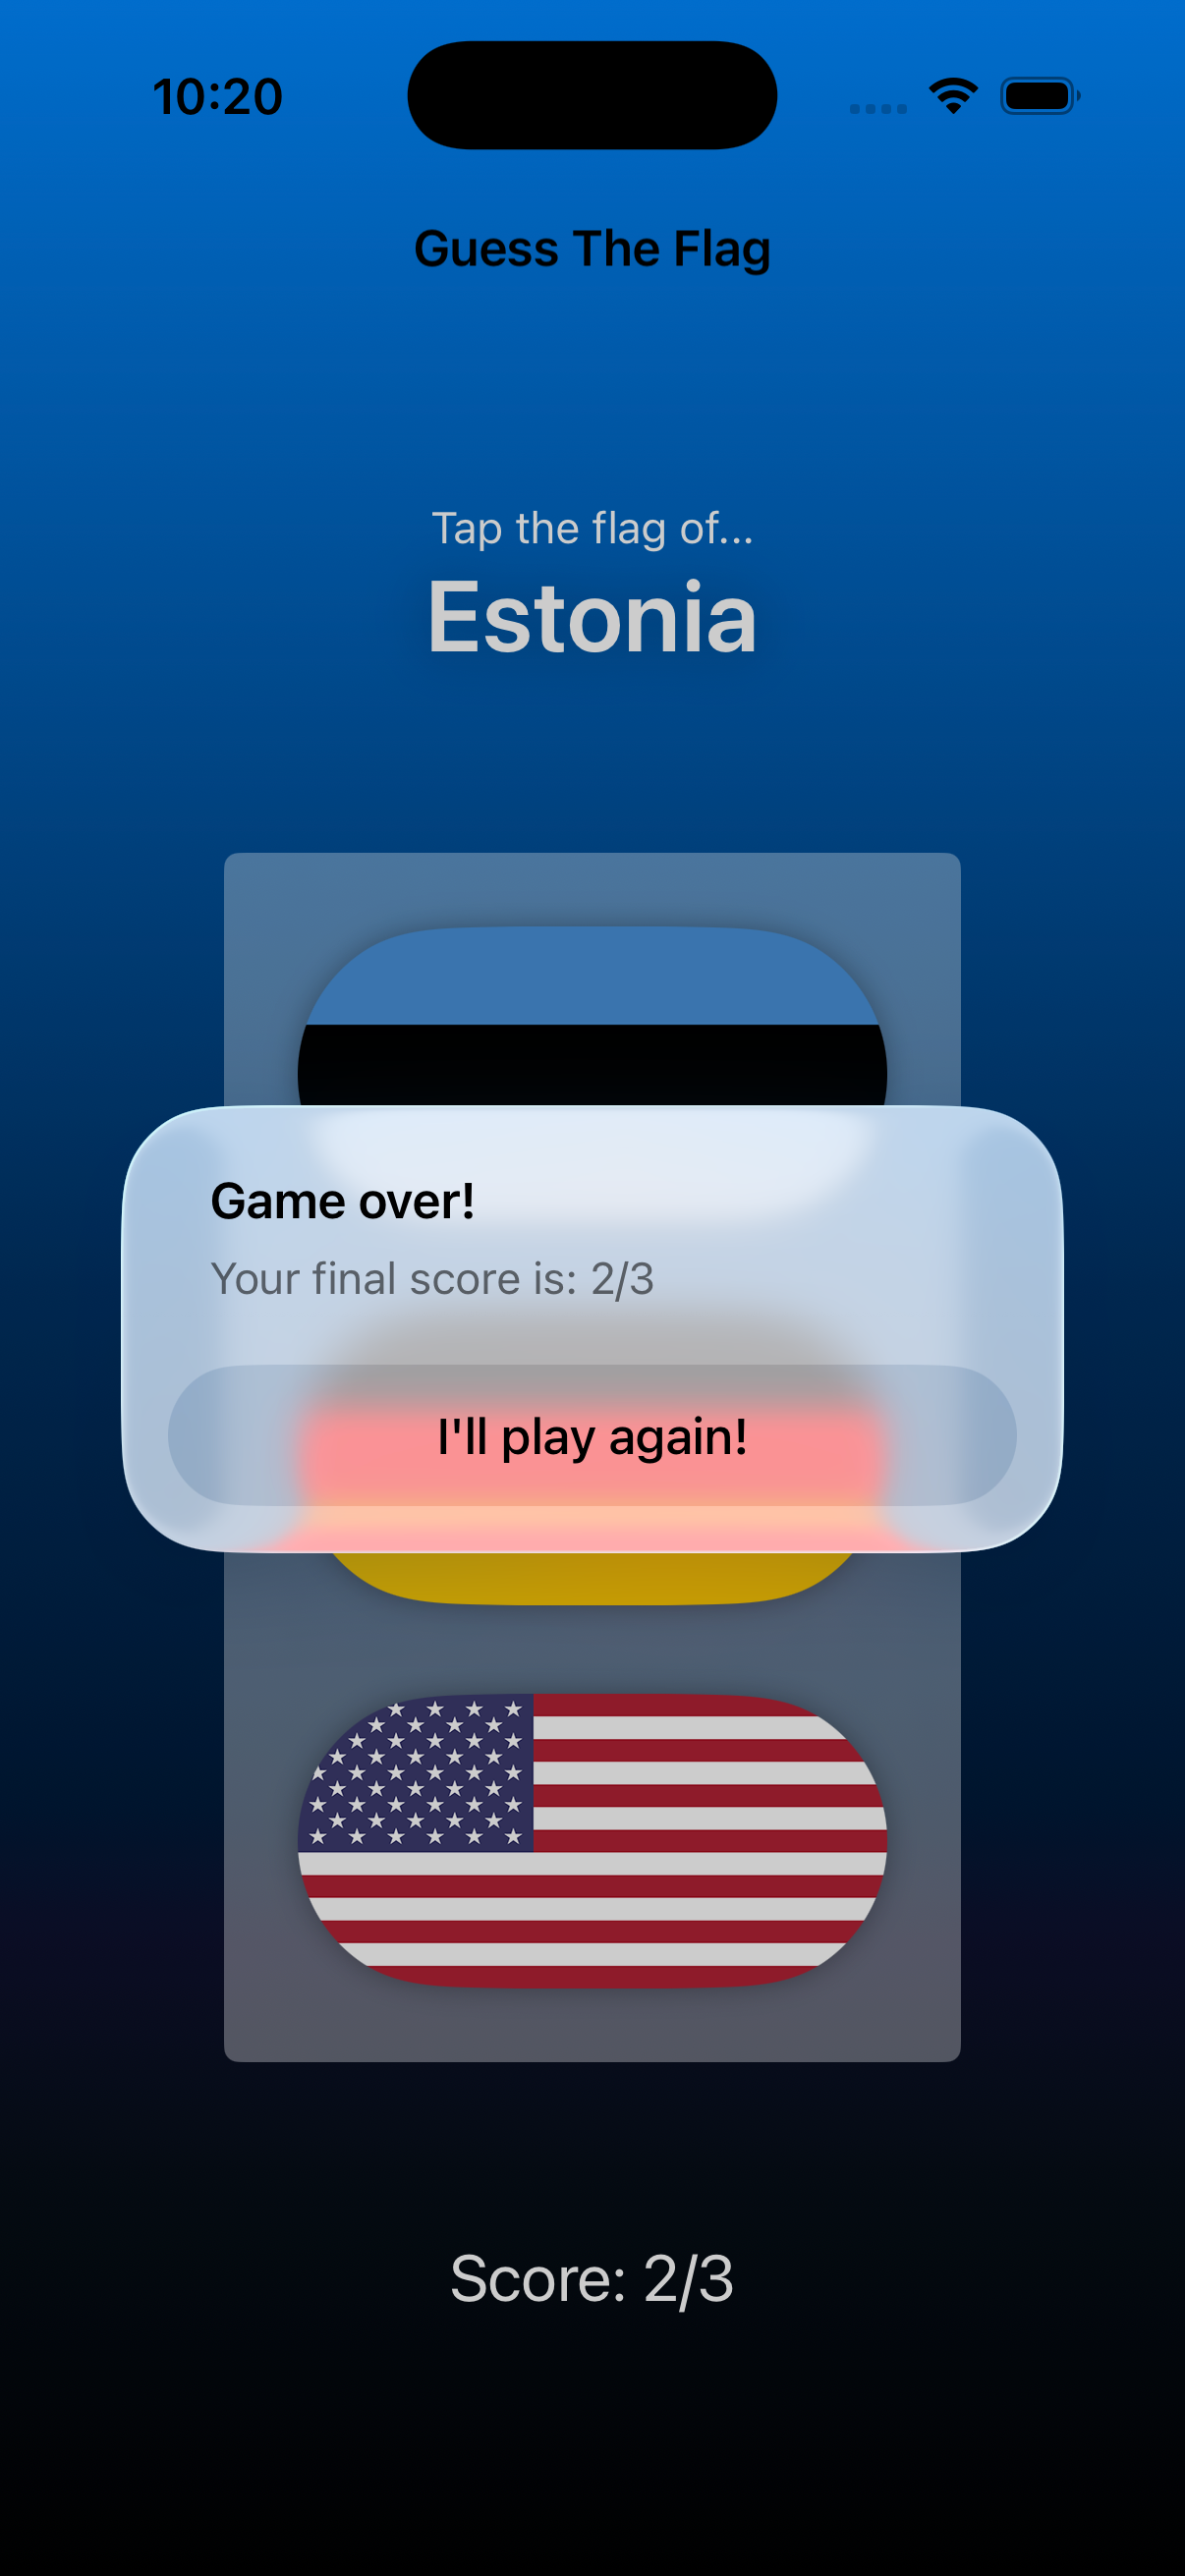 10:20
Guess The Flag
Tap the flag of...
Estonia
Game over!
Your final score is: 2/3
I'll play again!
Score: 2/3